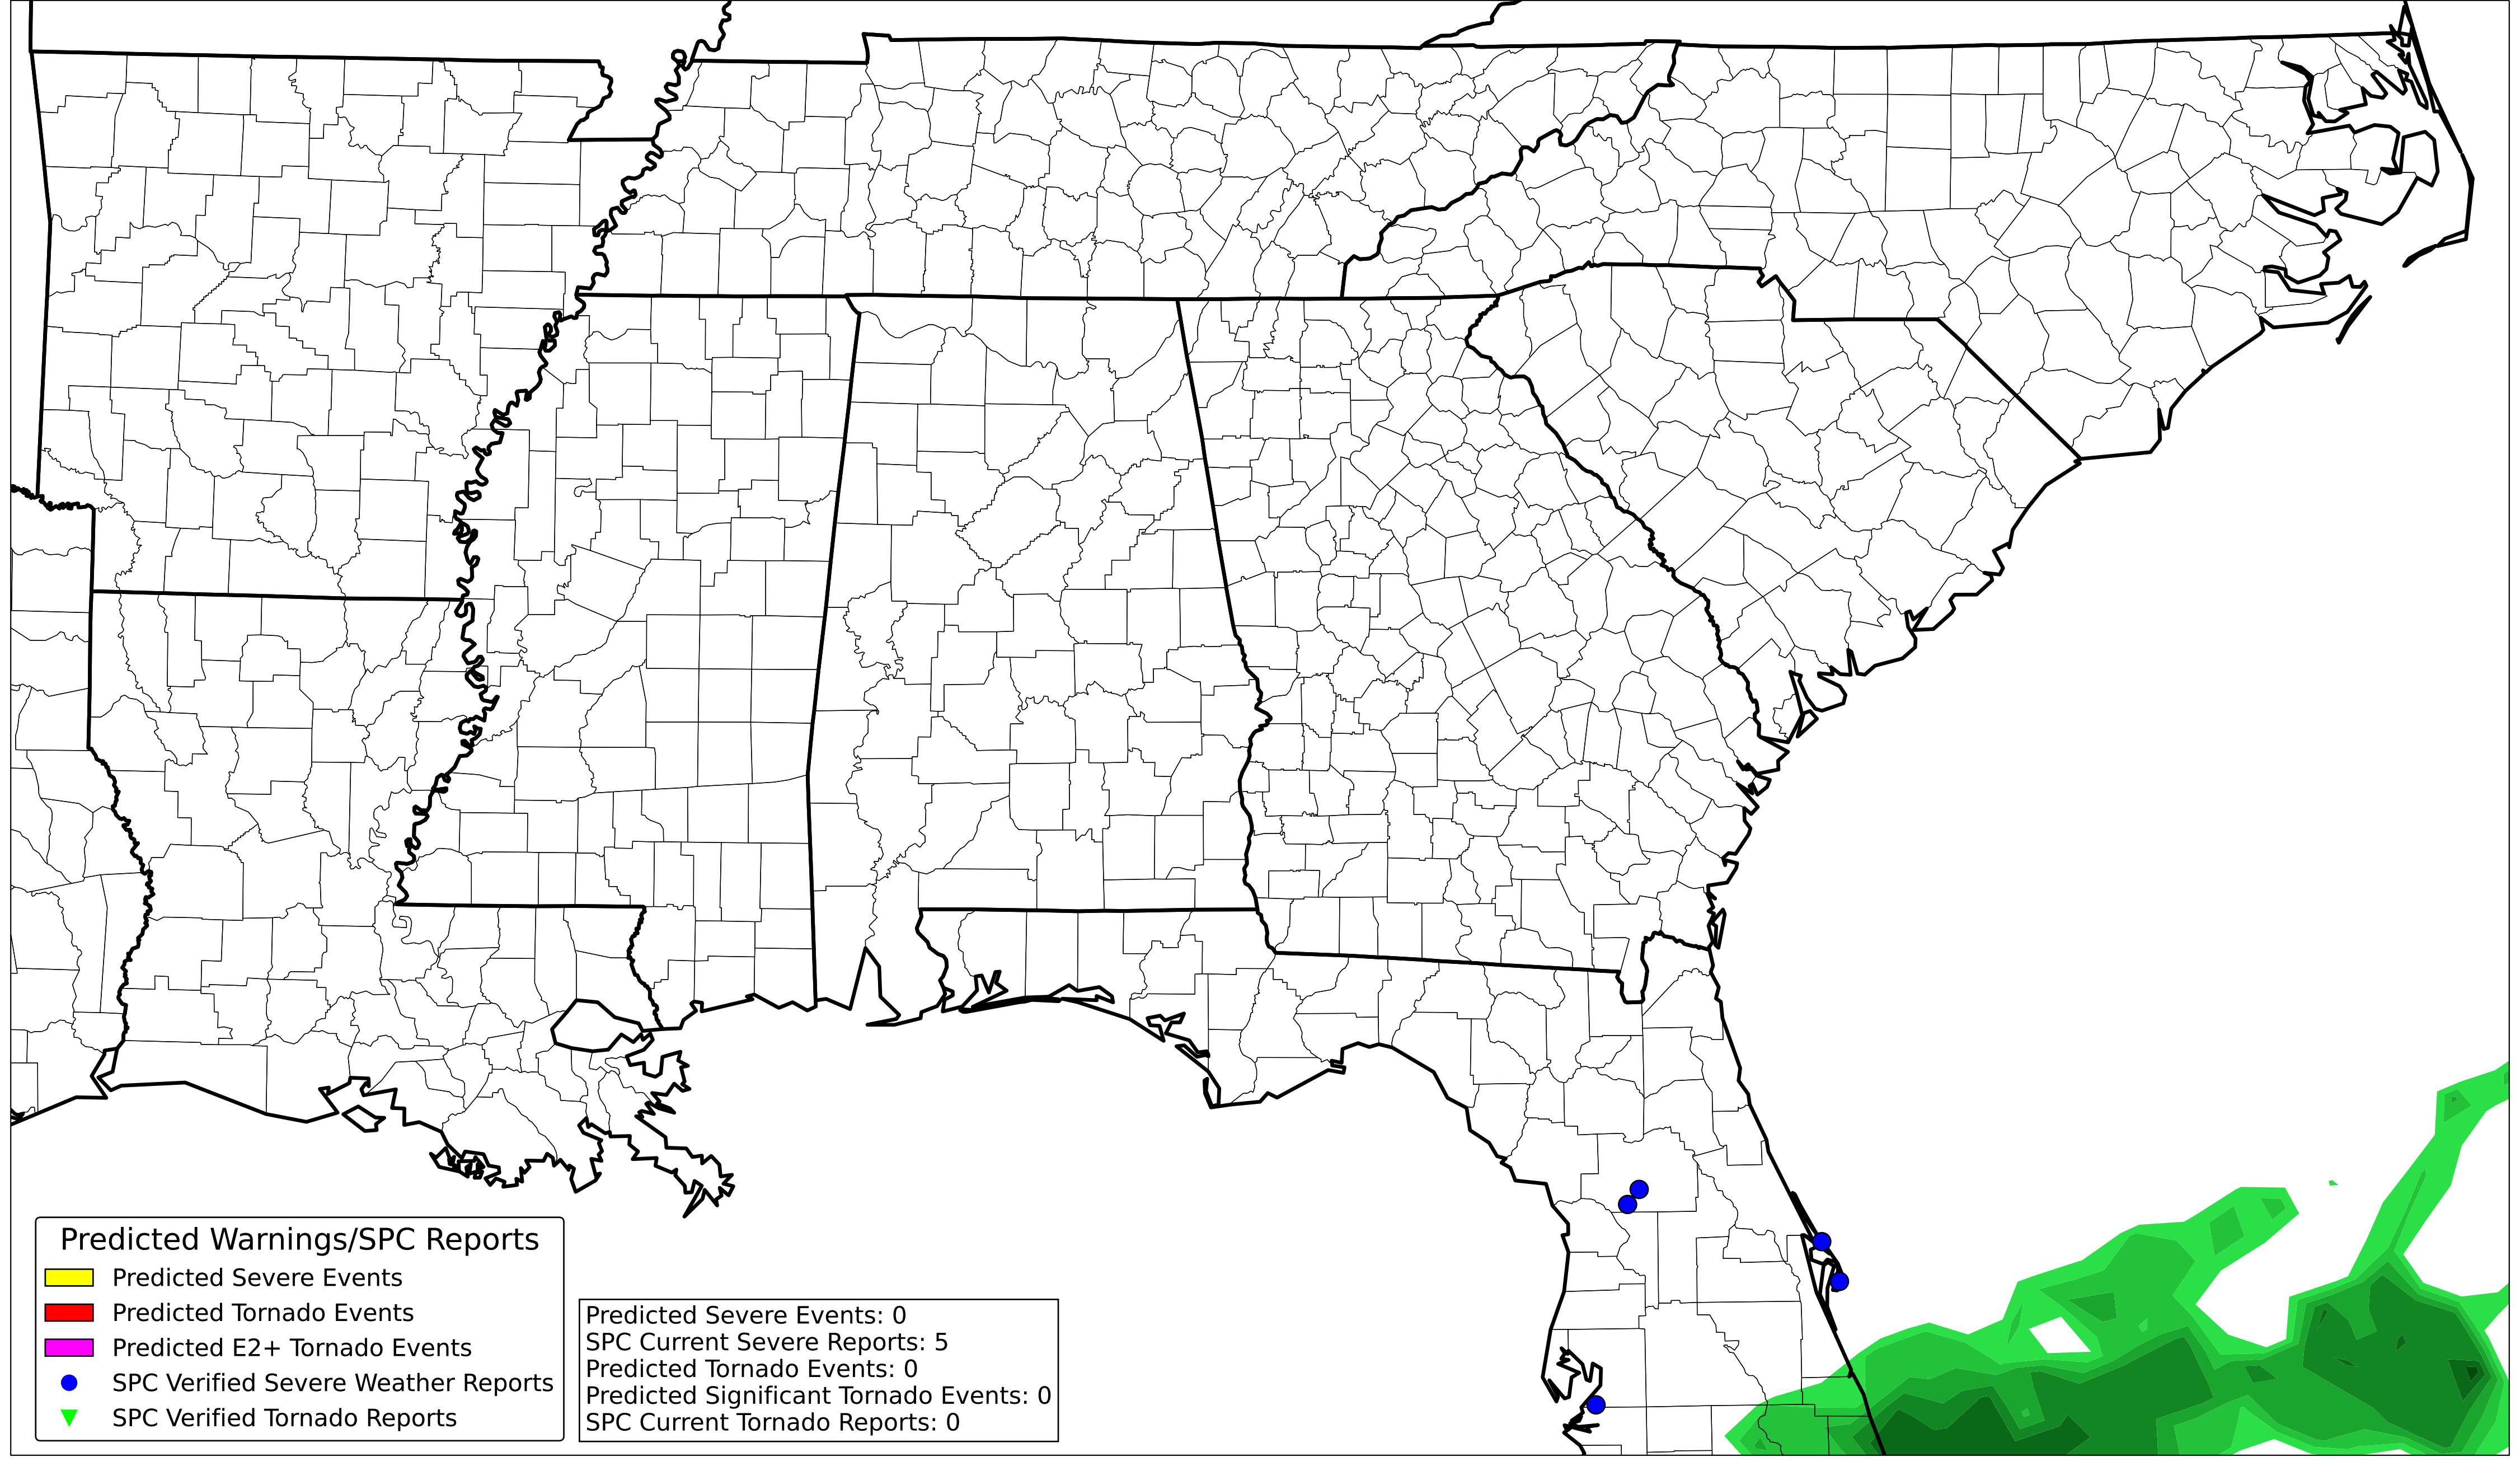 Predicted Warnings/SPC Reports
Predicted Severe Events
Predicted Tornado Events
Predicted E2+ Tornado Events
SPC Verified Severe Weather Reports
SPC Verified Tornado Reports
Predicted Severe Events: 0
SPC Current Severe Reports: 5
Predicted Tornado Events: 0
Predicted Significant Tornado Events: 0
SPC Current Tornado Reports: 0